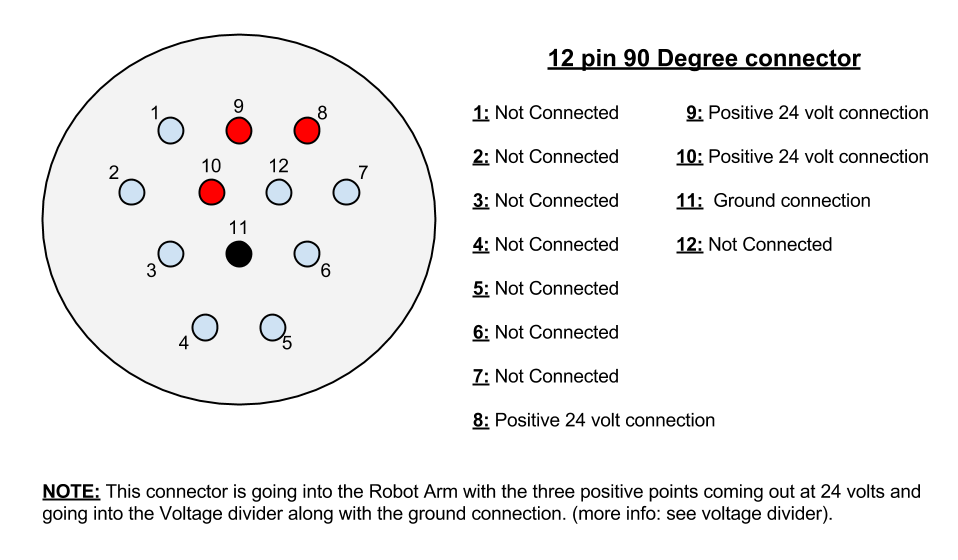 12 pin 90 Degree connector
1
9
8
2
10
12
7
11
3
6
4
5
1: Not Connected
2: Not Connected
3: Not Connected
4: Not Connected
5: Not Connected
6: Not Connected
7: Not Connected
8: Positive 24 volt connection
9: Positive 24 volt connection
10: Positive 24 volt connection
11: Ground connection
12: Not Connected
NOTE: This connector is going into the Robot Arm with the three positive points coming out at 24 volts and
going into the Voltage divider along with the ground connection. (more info: see voltage divider).